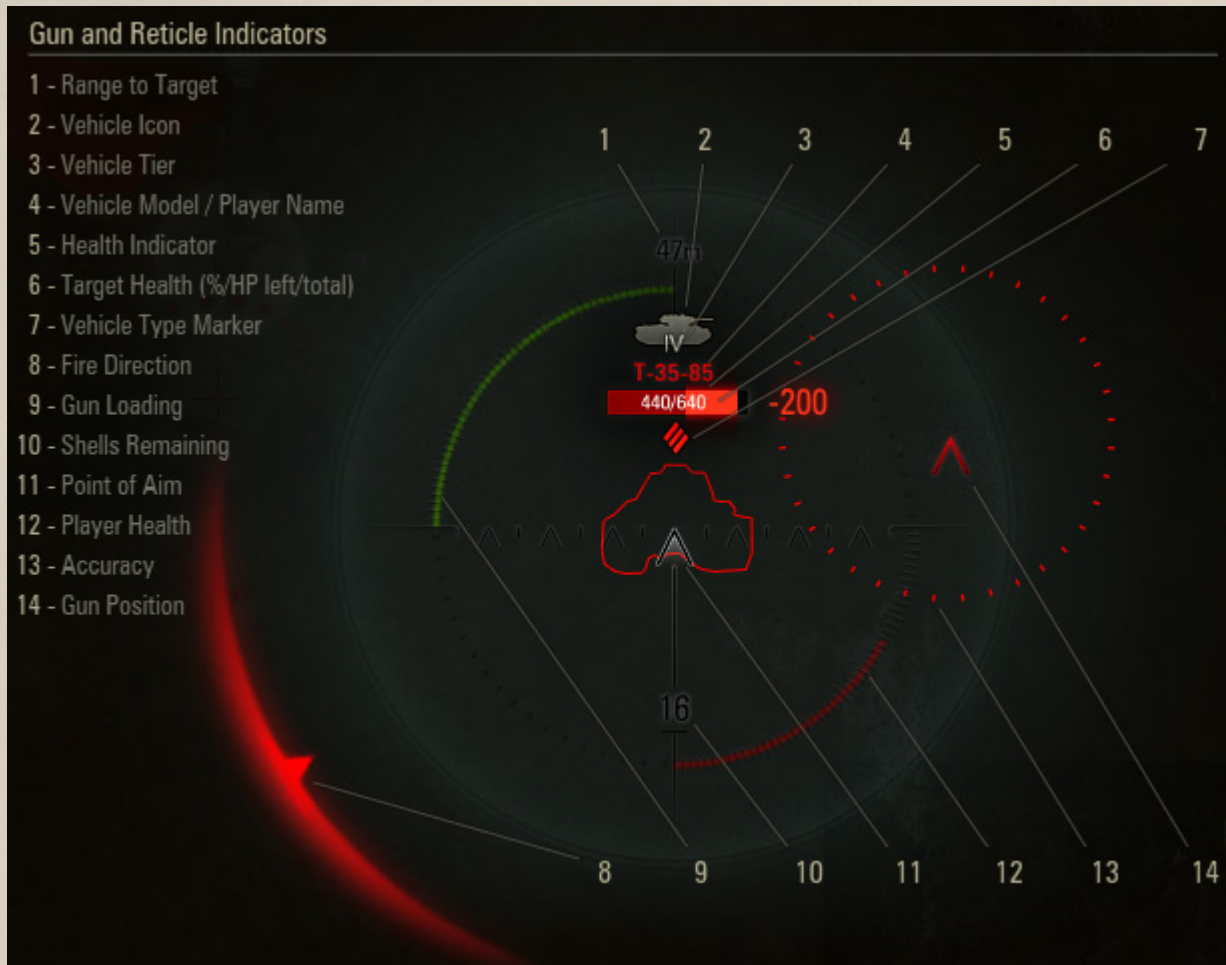 Gun and Reticle Indicators
1 - Range to Target
2 - Vehicle Icon
3 - Vehicle Tier
4 - Vehicle Model / Player Name
5 - Health Indicator
6 - Target Health (%/HP left/total)
7 - Vehicle Type Marker
8 - Fire Direction
9 - Gun Loading
10 - Shells Remaining
11 - Point of Aim
12 - Player Health
13 - Accuracy
14 - Gun Position
1 2 3 4 5 6 7
47m
IV
T-35-85
440/640 -200
16
8 9 10 11 12 13 14